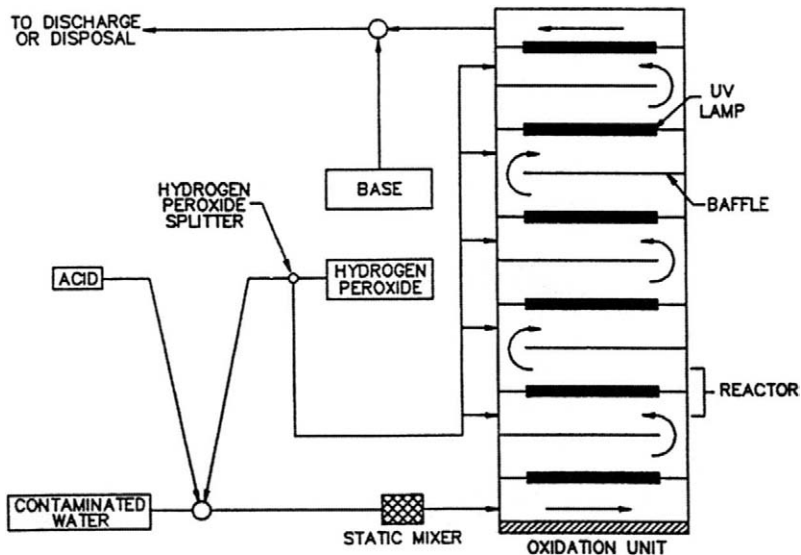 TO DISCHARGE
OR DISPOSAL
UV
LAMP
BASE
HYDROGEN
PEROXIDE
SPLITTER
BAFFLE
ACID
HYDROGEN
PEROXIDE
REACTOR
CONTAMINATED
WATER
STATIC MIXER
OXIDATION UNIT